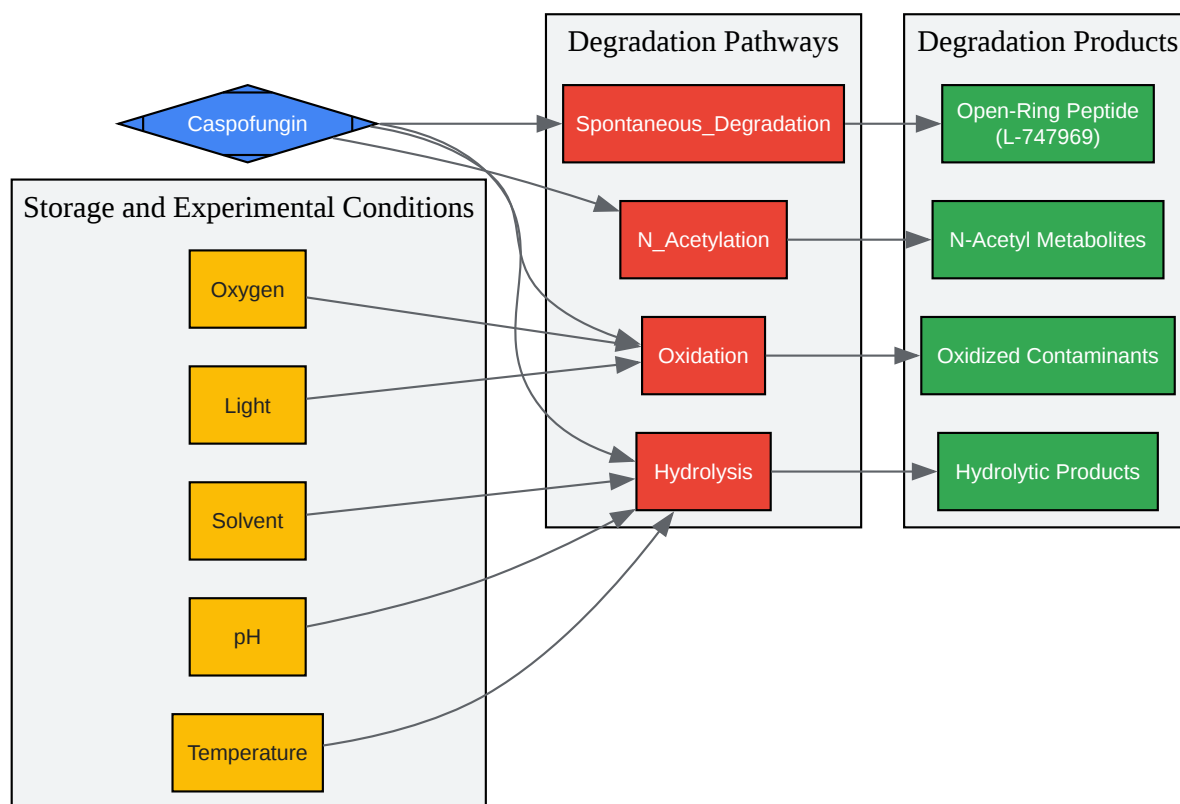 Degradation Pathways
Degradation Products
Caspofungin
Spontaneous_Degradation
Open-Ring Peptide
(L-747969)
Storage and Experimental Conditions
N_Acetylation
N-Acetyl Metabolites
Oxygen
Oxidation
Oxidized Contaminants
Light
Hydrolysis
Hydrolytic Products
Solvent
pH
Temperature